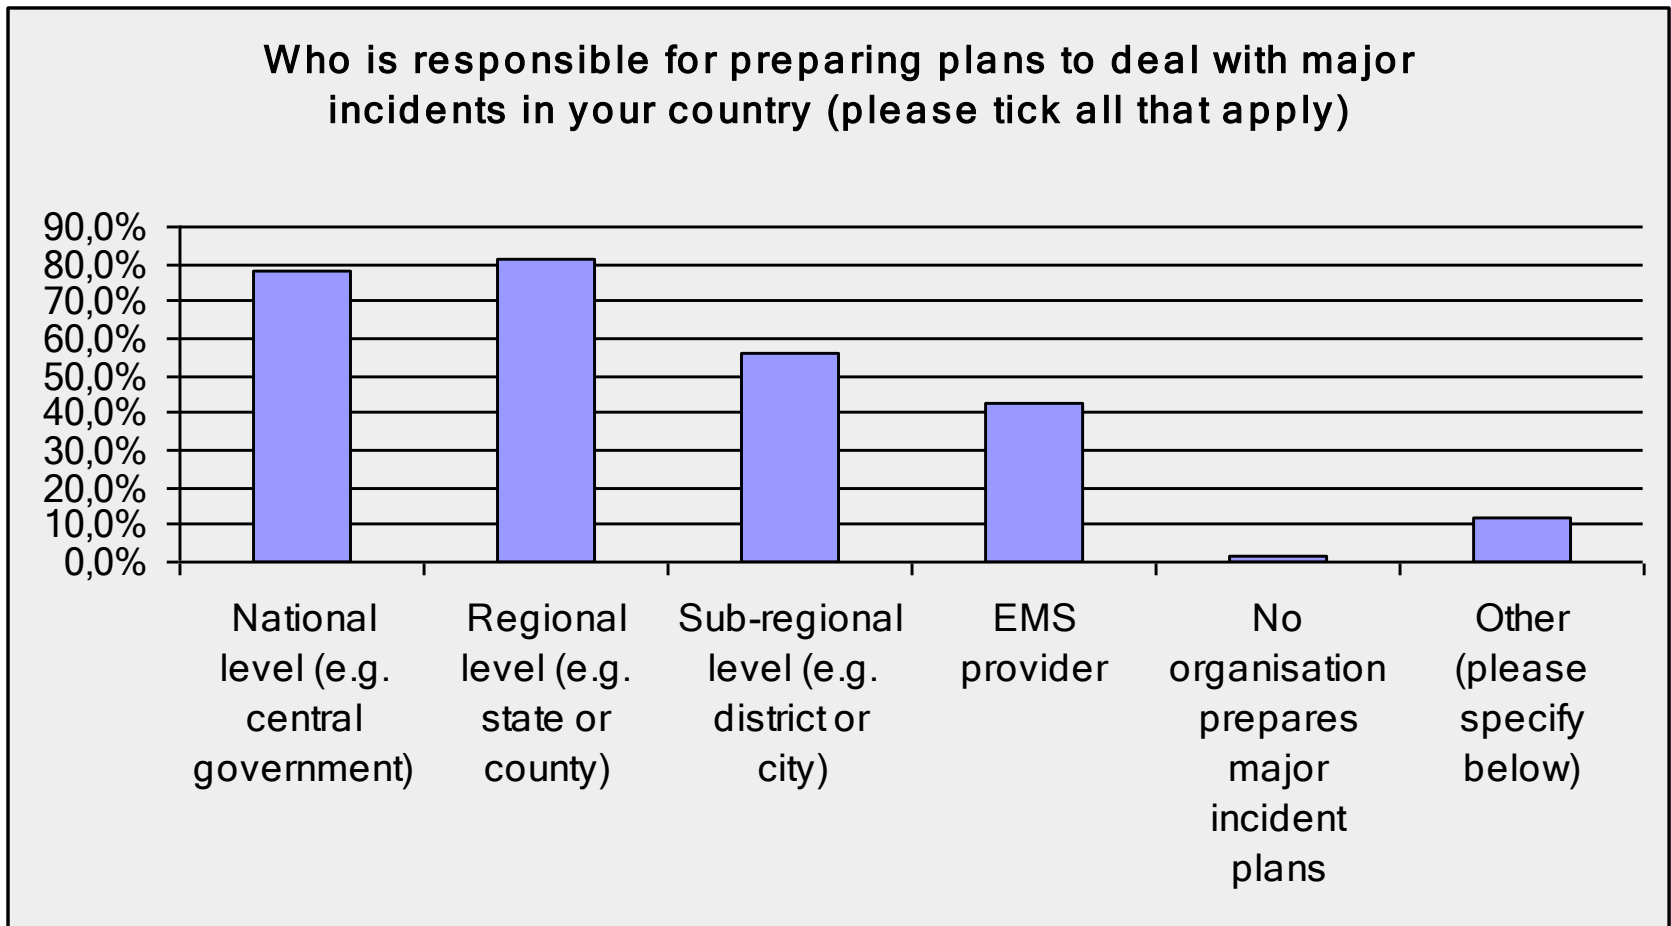 Who is responsible for preparing plans to deal with major
incidents in your country (please tick all that apply)
90,0%
80,0%
70,0%
60,0%
50,0%
40,0%
30,0%
20,0%
10,0%
0,0%
National
level (e.g.
central
government)
Regional
level (e.g.
state or
county)
Sub-regional
level (e.g.
district or
city)
EMS
provider
No
organisation
prepares
major
incident
plans
Other
(please
specify
below)